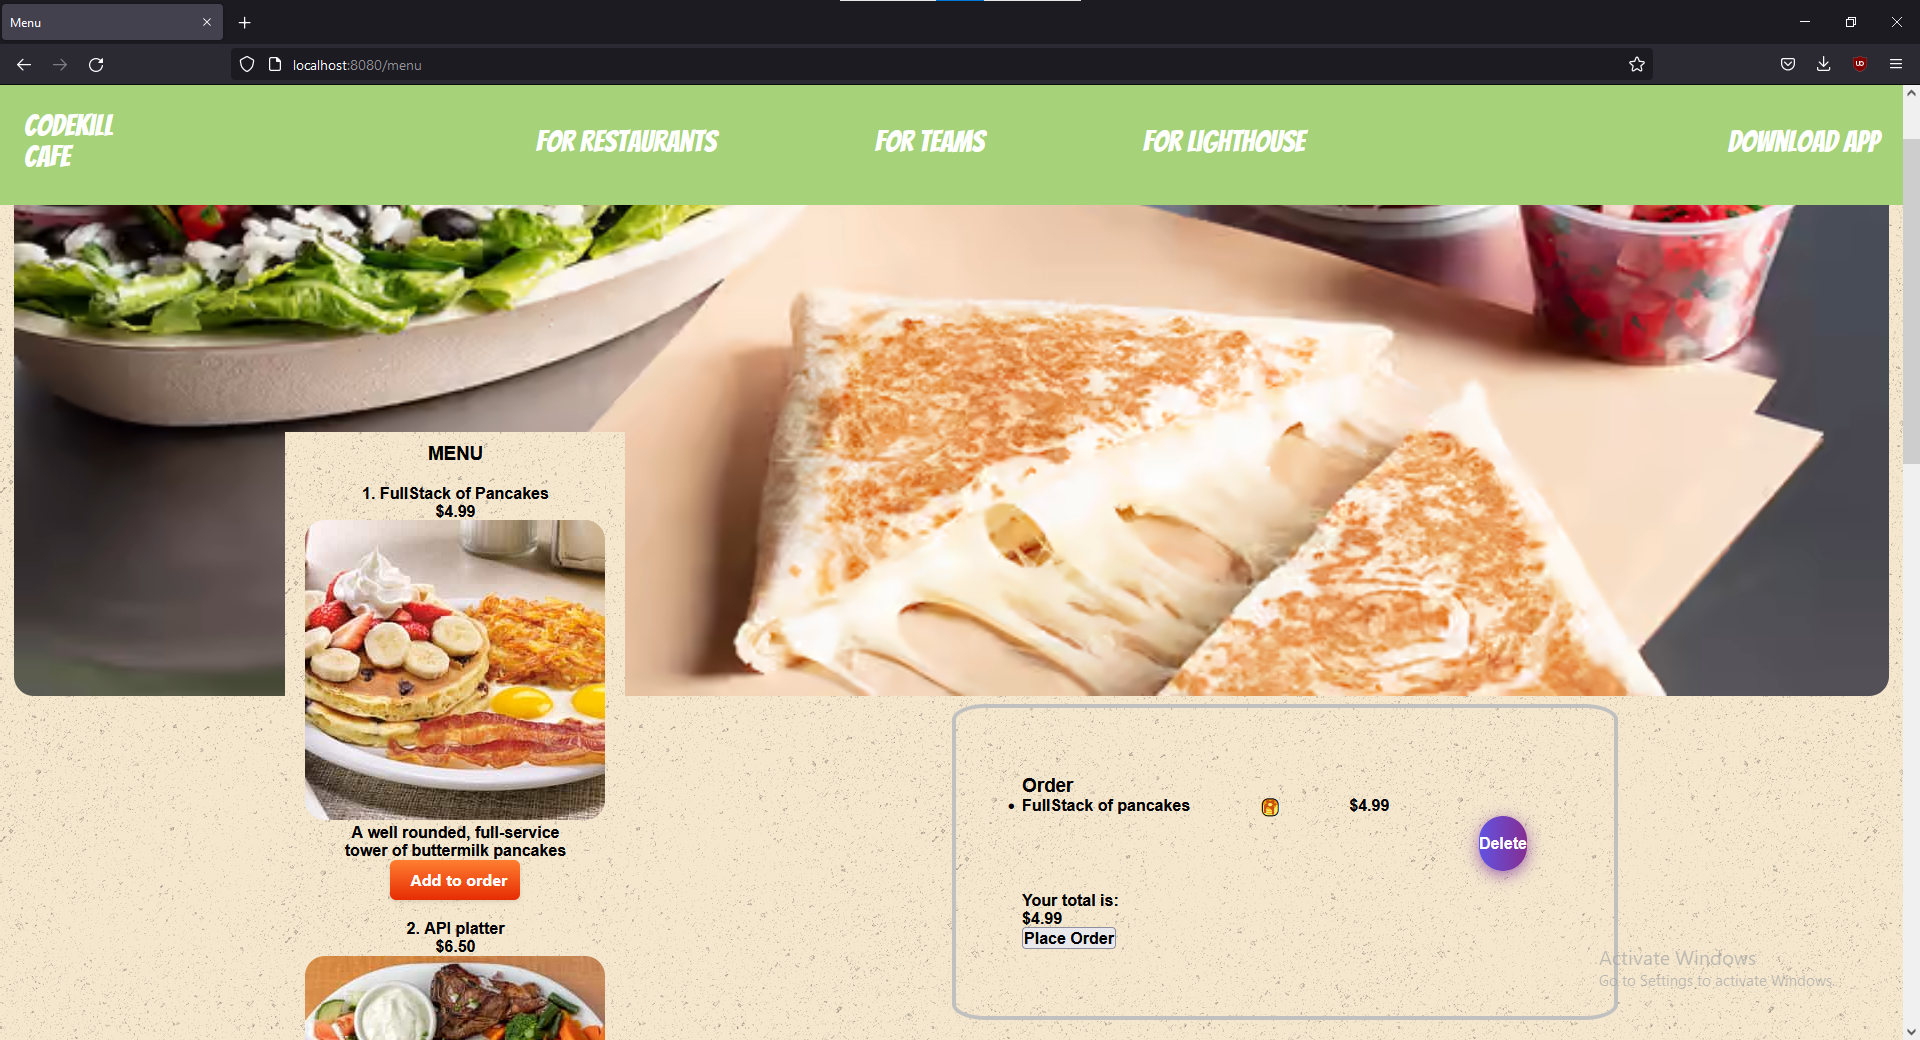 Menu
localhost:8080/menu
CODEKILL
CAFE
FOR RESTAURANTS
FOR TEAMS
FOR LIGHTHOUSE
DOWNLOAD APP
MENU
1. FullStack of Pancakes
$4.99
A well rounded, full-service
tower of buttermilk pancakes
Add to order
2. API platter
$6.50
Order
• FullStack of pancakes
$4.99
Delete
Your total is:
$4.99
Place Order
Activate Windows
Go to Settings to activate Windows.